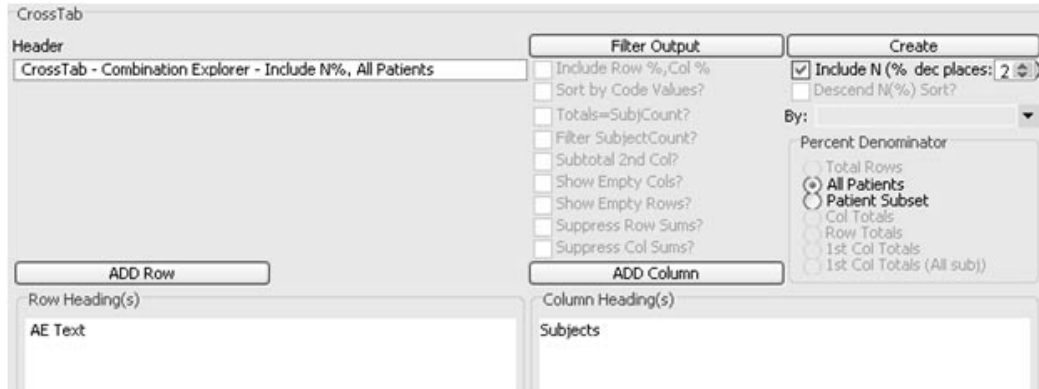 CrossTab
Header
CrossTab - Combination Explorer - Include N%, All Patients
Filter Output
Create
Include Row %,Col %
Include N (% dec places: 2 )
Sort by Code Values?
Descend N(%) Sort?
Totals=SubjCount?
By:
Filter SubjectCount?
Percent Denominator
Subtotal 2nd Col?
Total Rows
Show Empty Cols?
All Patients
Show Empty Rows?
Patient Subset
Suppress Row Sums?
Col Totals
Row Totals
Suppress Col Sums?
1st Col Totals
1st Col Totals (All subj)
ADD Row
ADD Column
Row Heading(s)
Column Heading(s)
AE Text
Subjects